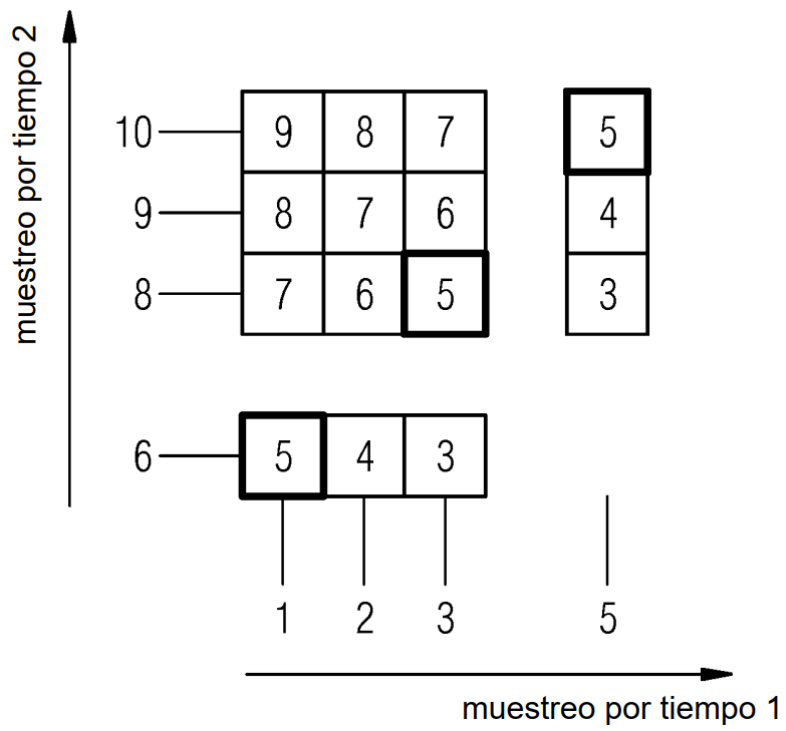 muestreo por tiempo 2
10 9 8 7 5
9 8 7 6 4
8 7 6 5 3
6 5 4 3
1 2 3 5
muestreo por tiempo 1